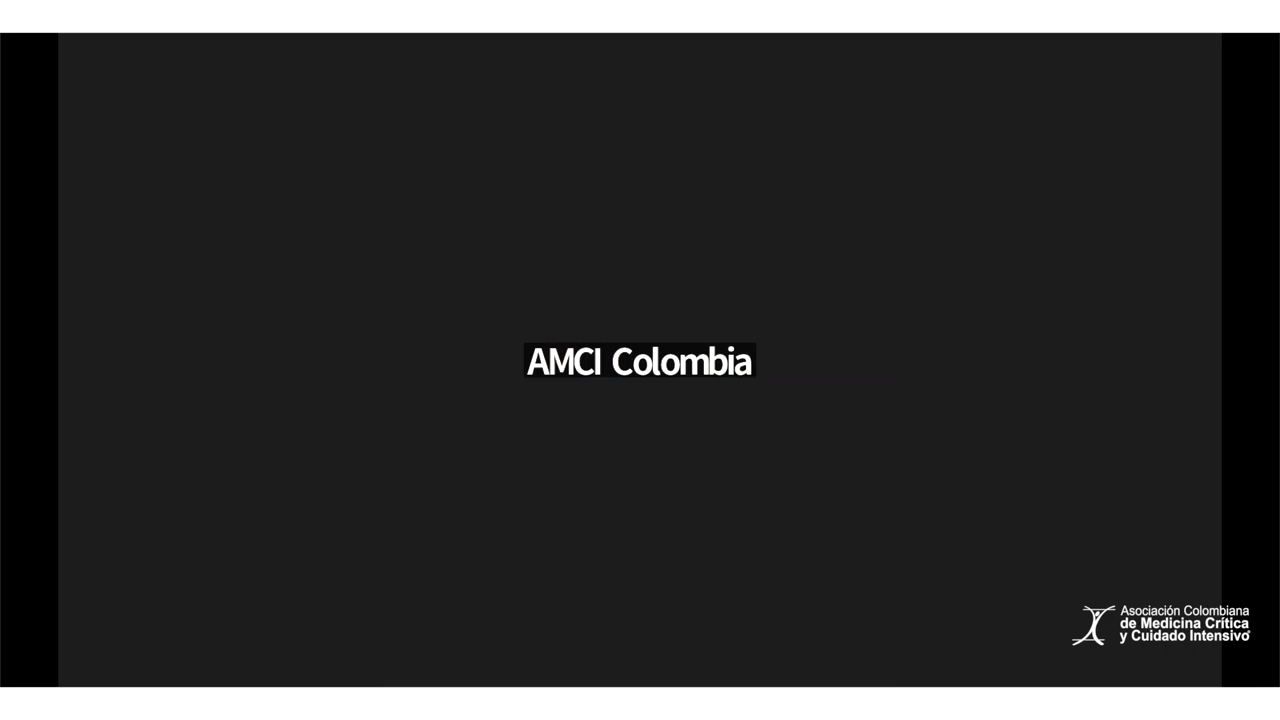 AMCI Colombia
Asociación Colombiana
de Medicina Crítica
y Cuidado Intensivo